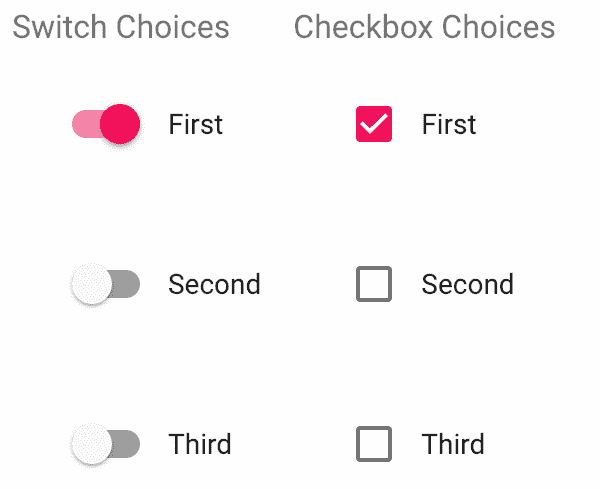 Switch Choices
Checkbox Choices
First
First
Second
Second
Third
Third